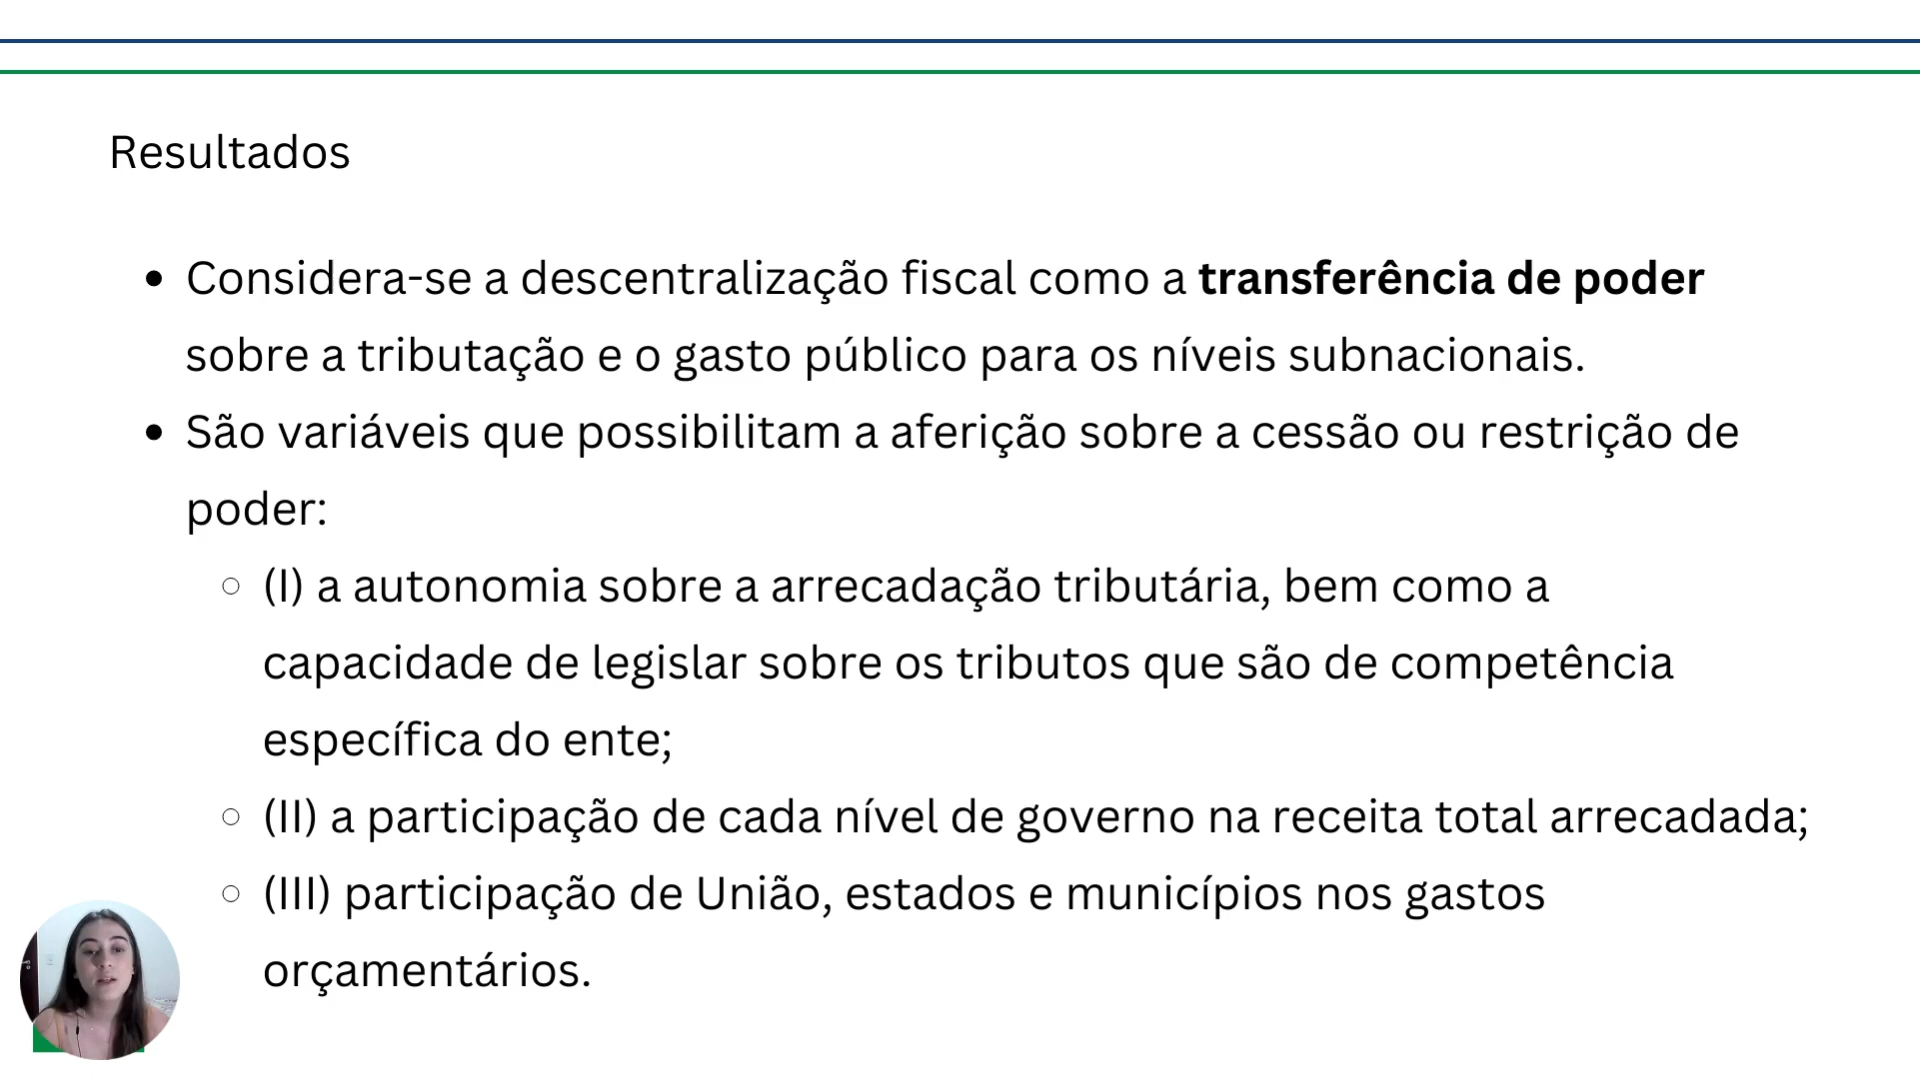 Resultados
• Considera-se a descentralização fiscal como a transferência de poder
sobre a tributação e o gasto público para os níveis subnacionais.
• São variáveis que possibilitam a aferição sobre a cessão ou restrição de
poder:
○ (I) a autonomia sobre a arrecadação tributária, bem como a
capacidade de legislar sobre os tributos que são de competência
específica do ente;
○ (II) a participação de cada nível de governo na receita total arrecadada;
○ (III) participação de União, estados e municípios nos gastos
orçamentários.